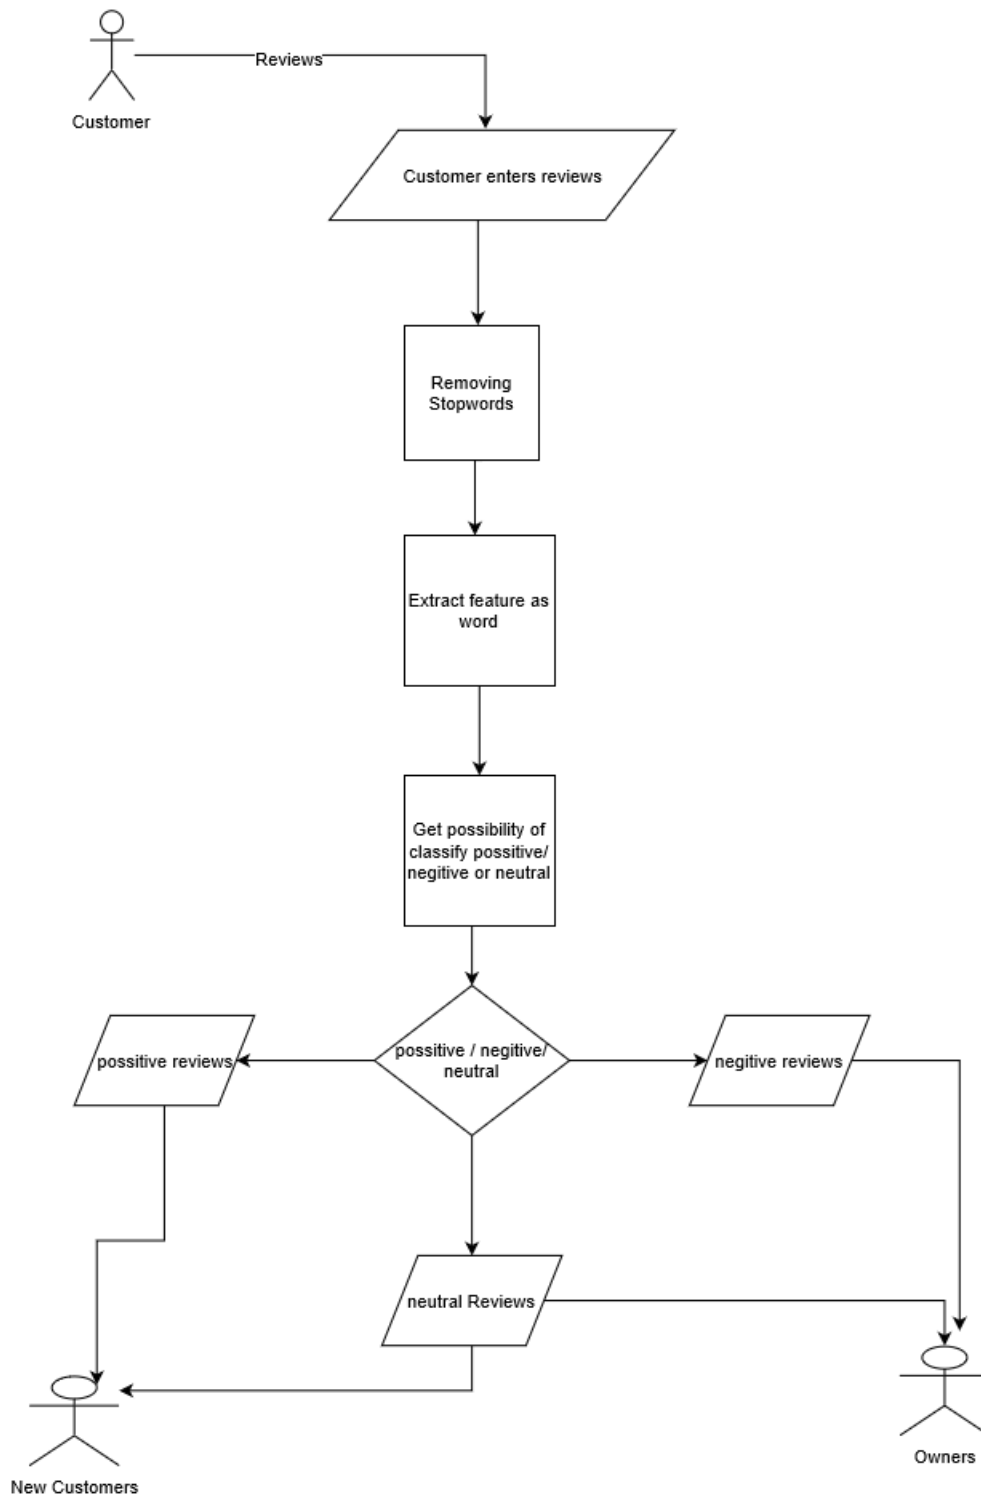 Reviews
Customer
Customer enters reviews
Removing
Stopwords
Extract feature as
word
Get possibility of
classify possitive/
negitive or neutral
possitive reviews
possitive / negitive/
neutral
negitive reviews
neutral Reviews
Owners
New Customers